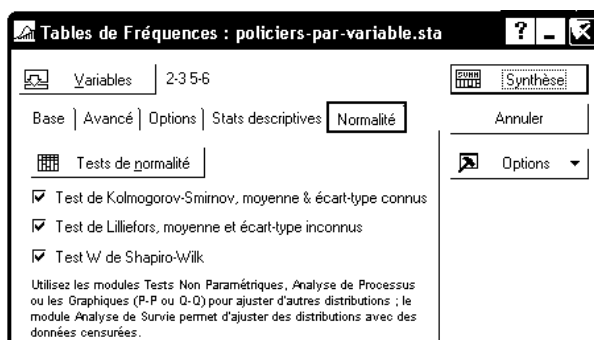 Tables de Fréquences : policiers-par-variable.sta
? _
Variables 2-3 5-6
SUMM Synthèse
Base Avancé Options Stats descriptives Normalité
Annuler
Tests de normalité
Options
Test de Kolmogorov-Smirnov, moyenne & écart-type connus
Test de Lilliefors, moyenne et écart-type inconnus
Test W de Shapiro-Wilk
Utilisez les modules Tests Non Paramétriques, Analyse de Processus
ou les Graphiques (P-P ou Q-Q) pour ajuster d'autres distributions ; le
module Analyse de Survie permet d'ajuster des distributions avec des
données censurées.